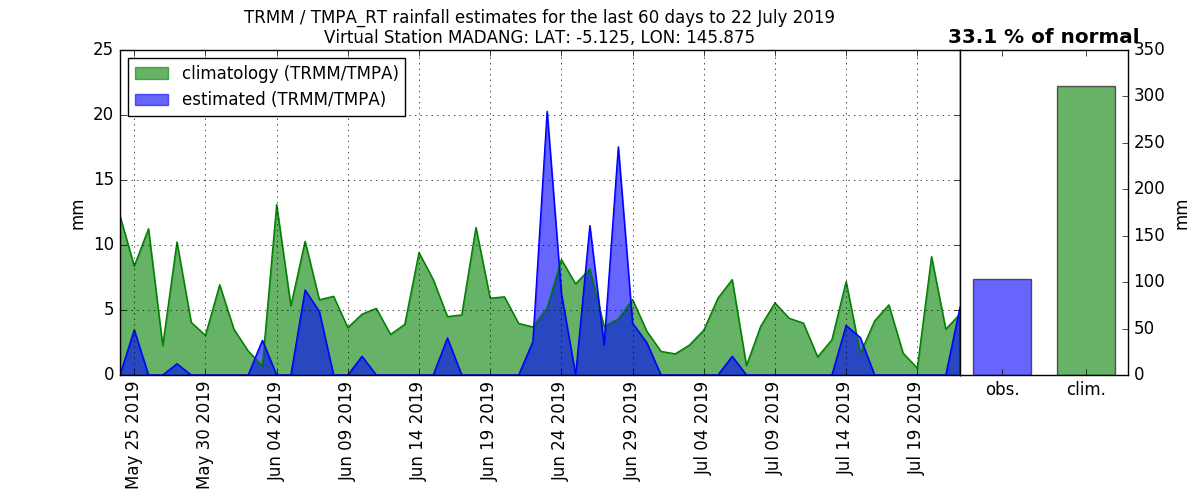 TRMM / TMPA_RT rainfall estimates for the last 60 days to 22 July 2019
Virtual Station MADANG: LAT: -5.125, LON: 145.875
33.1 % of normal
climatology (TRMM/TMPA)
estimated (TRMM/TMPA)
25
20
15
10
5
0
mm
350
300
250
200
150
100
50
0
mm
May 25 2019
May 30 2019
Jun 04 2019
Jun 09 2019
Jun 14 2019
Jun 19 2019
Jun 24 2019
Jun 29 2019
Jul 04 2019
Jul 09 2019
Jul 14 2019
Jul 19 2019
obs.
clim.